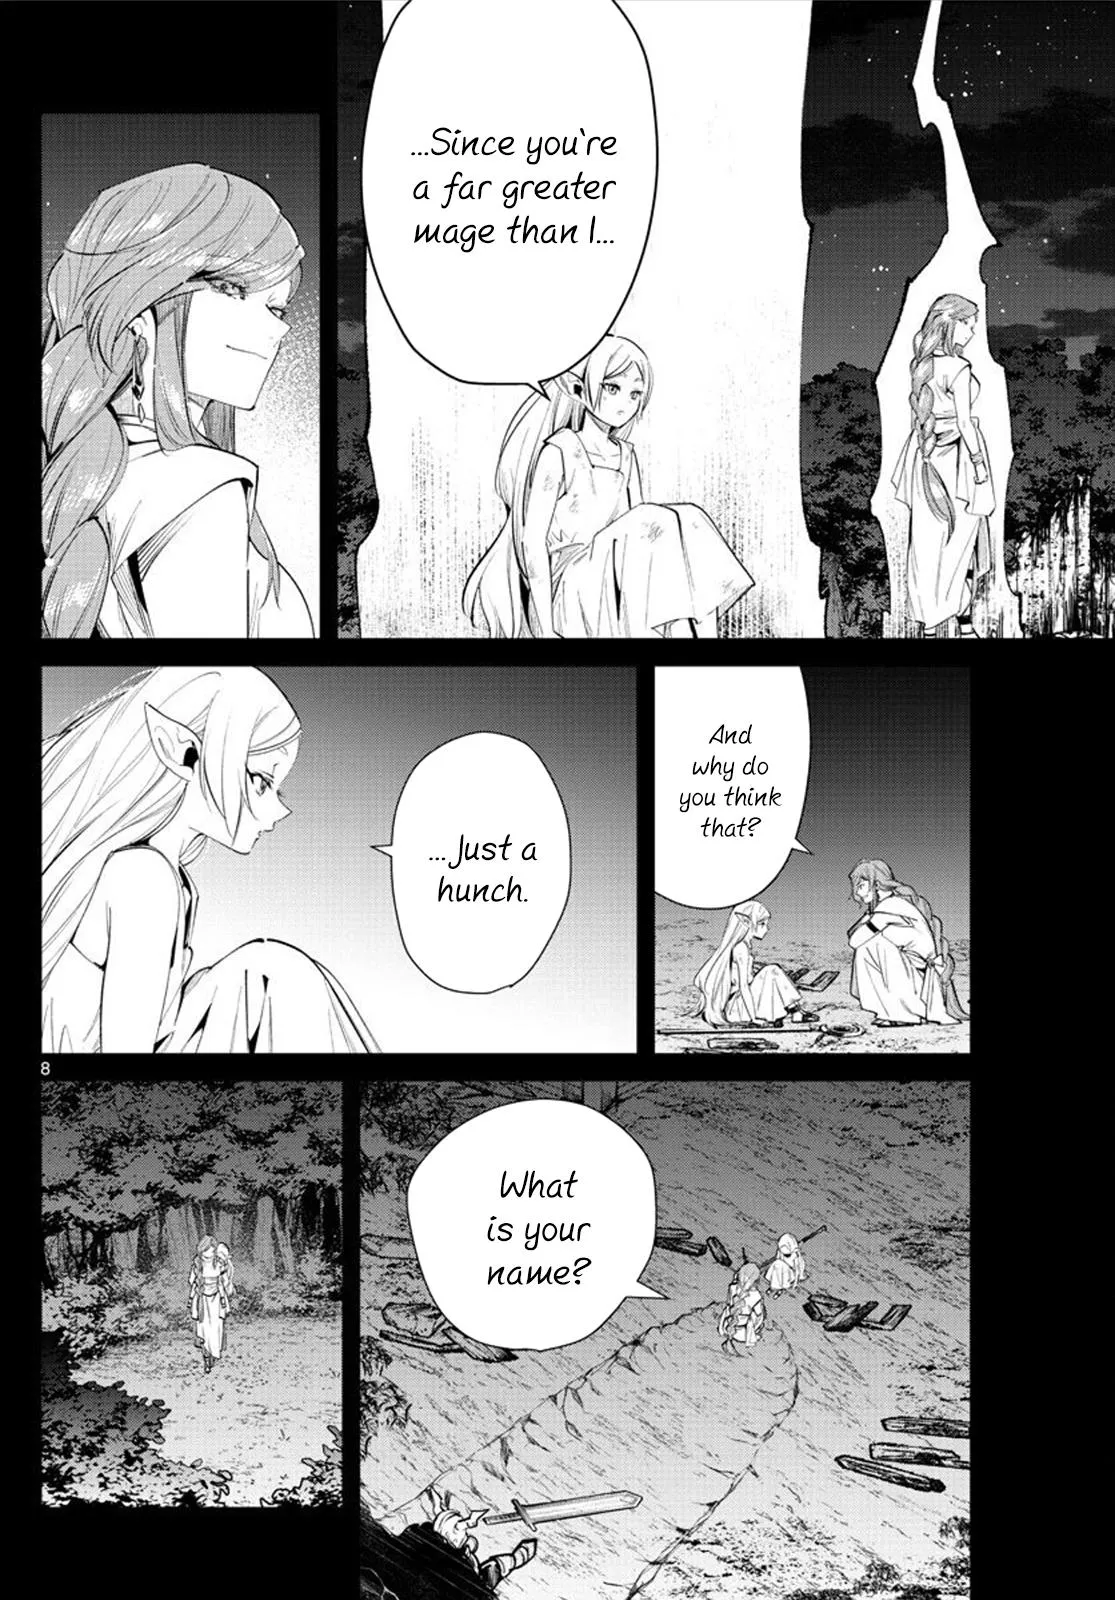 ...Since you're
a far greater
mage than I...
And
why do
you think
that?
...Just a
hunch.
What
is your
name?
8